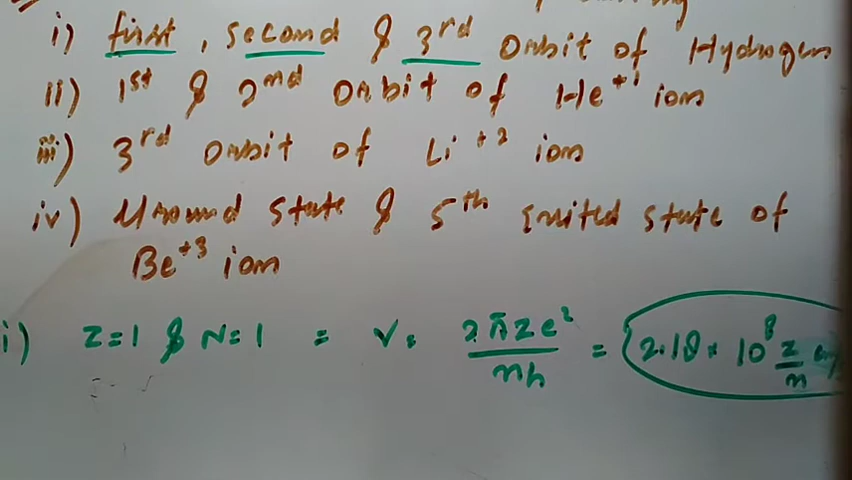 i) first, second & 3rd Orbit of Hydrogen
ii) 1st & 2nd Orbit of He+1 ion
iii) 3rd Orbit of Li+2 ion
iv) Ground state & 5th Exited state of
Be+3 ion
i) Z=1 & N=1 = V= 2πze²/nh = 2.18 × 10⁸ z/n